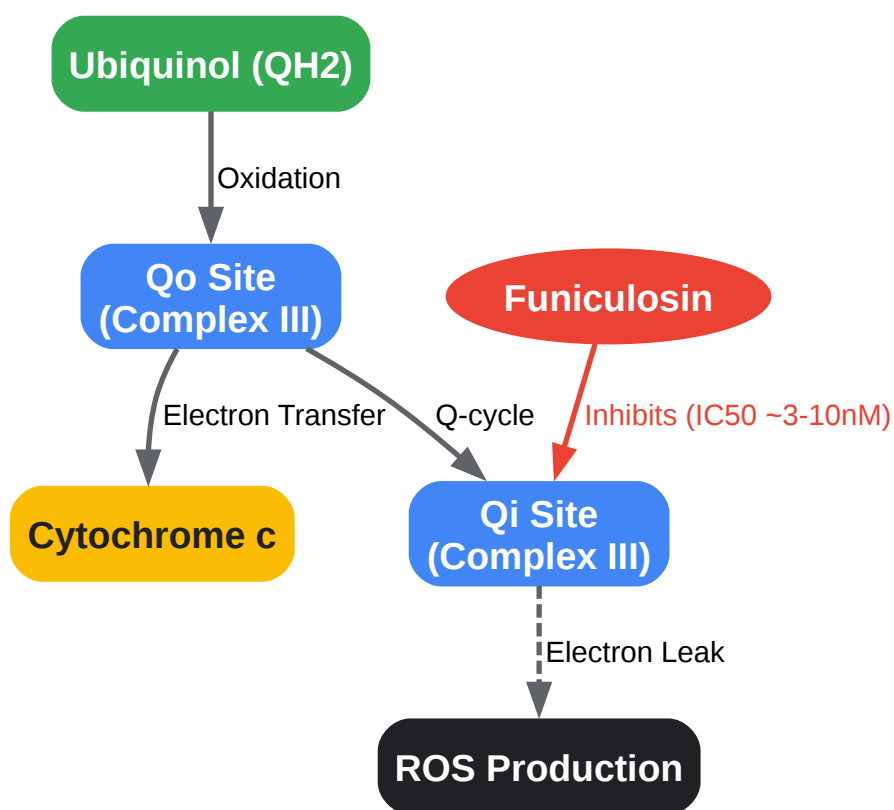 Ubiquinol (QH2)
Oxidation
Qo Site
(Complex III)
Funiculosin
Electron Transfer
Q-cycle
Inhibits (IC50 ~3-10nM)
Cytochrome c
Qi Site
(Complex III)
Electron Leak
ROS Production